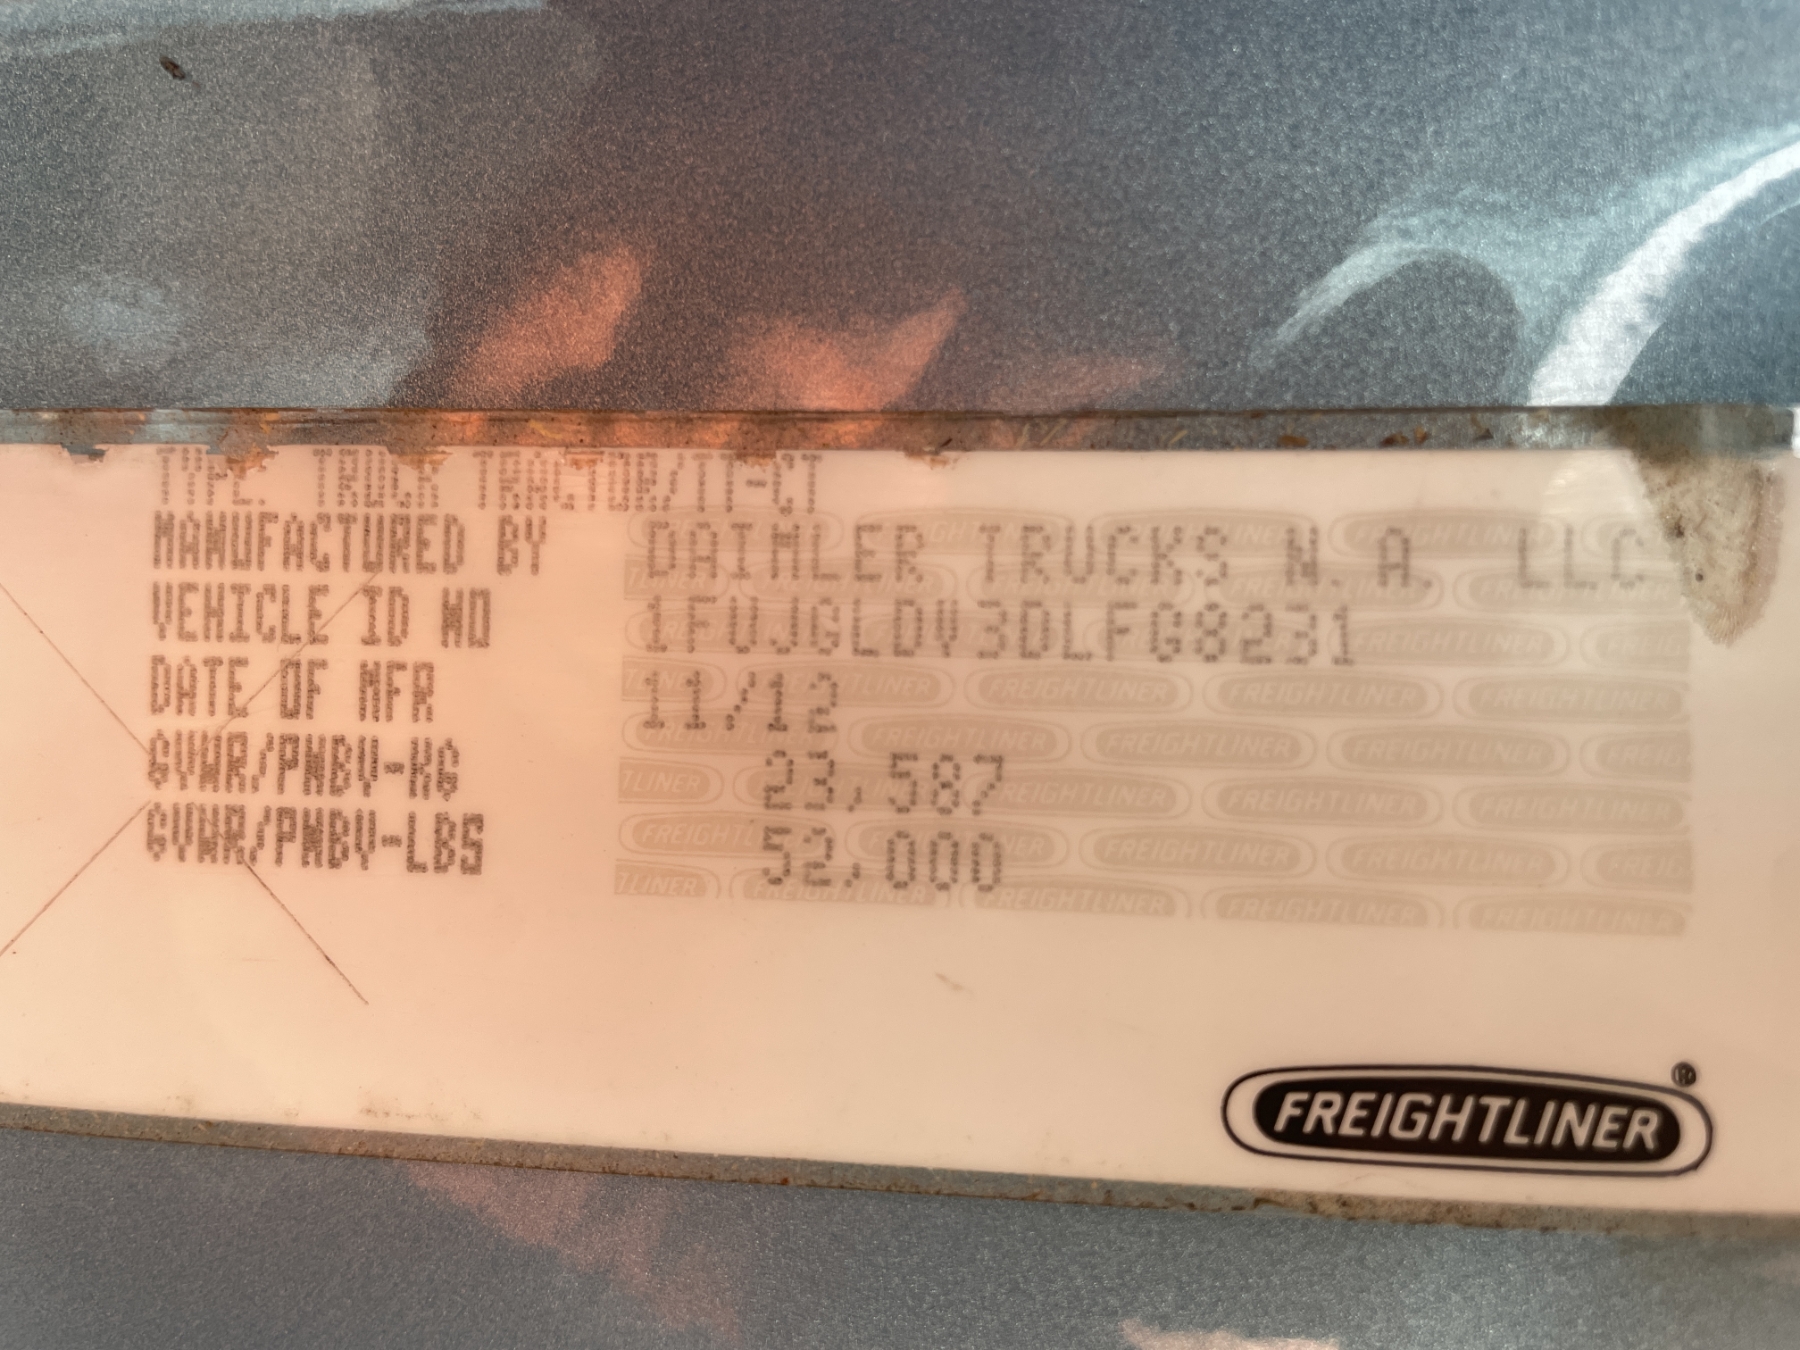 TYPE: TRUCK TRACTOR/TT-CT
MANUFACTURED BY DAIMLER TRUCKS N.A. LLC
VEHICLE ID NO 1FUJGLDV3DLFG8231
DATE OF MFR 11/12
GVWR/PNBV-KG 23,587
GVWR/PNBV-LBS 52,000
FREIGHTLINER®